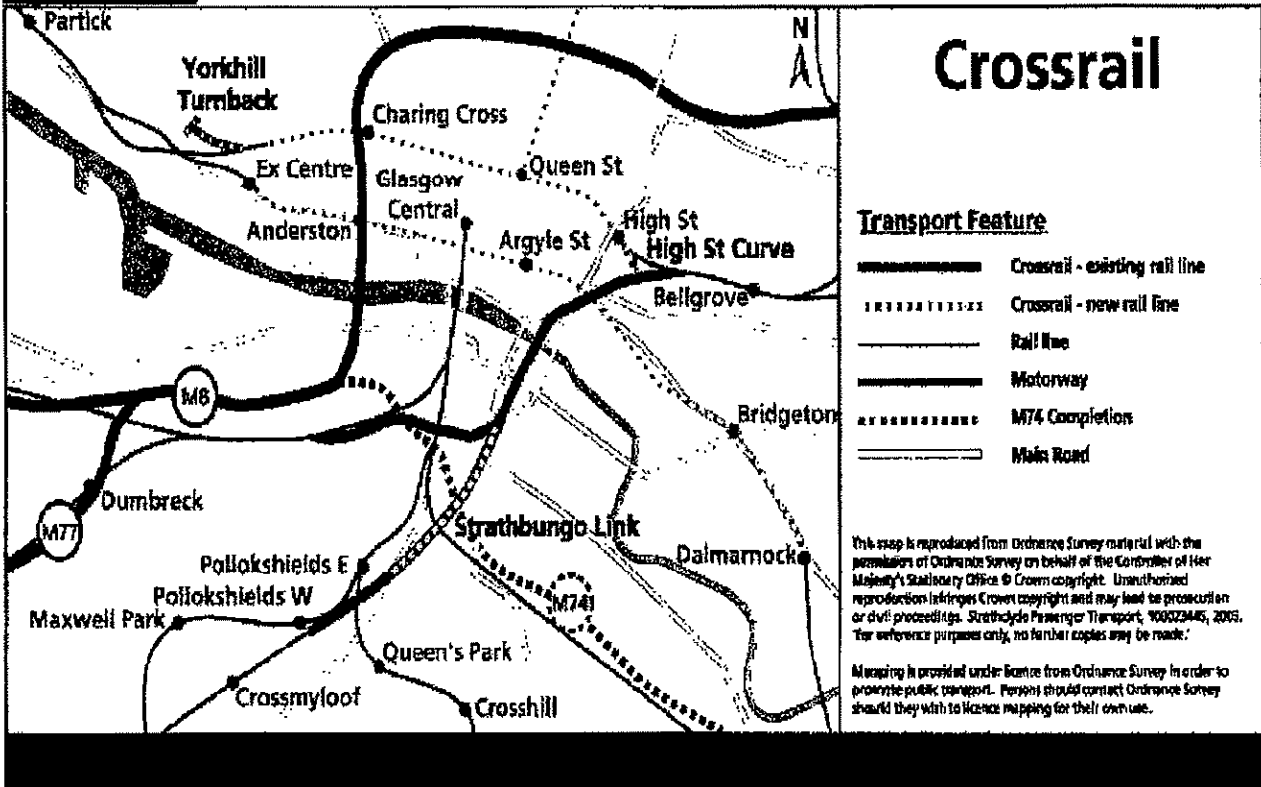 Partick
Yorkhill
Turnback
Charing Cross
Ex Centre
Queen St
Glasgow
Central
High St
Anderston
Argyle St
High St Curve
Bellgrove
N
M8
Bridgeton
Dumbreck
M77
Strathbungo Link
Dalmarnock
Pollokshields E
Pollokshields W
M74
Maxwell Park
Queen's Park
Crossmyloof
Crosshill
Crossrail
Transport Feature
Crossrail - existing rail line
Crossrail - new rail line
Rail line
Motorway
M74 Completion
Main Road
This map is reproduced from Ordnance Survey material with the
permission of Ordnance Survey on behalf of the Controller of Her
Majesty's Stationery Office © Crown copyright. Unauthorised
reproduction infringes Crown copyright and may lead to prosecution
or civil proceedings. Strathclyde Passenger Transport, 100023445, 2005.
'For reference purposes only, no further copies may be made.'
Mapping is provided under licence from Ordnance Survey in order to
promote public transport. Persons should contact Ordnance Survey
should they wish to licence mapping for their own use.